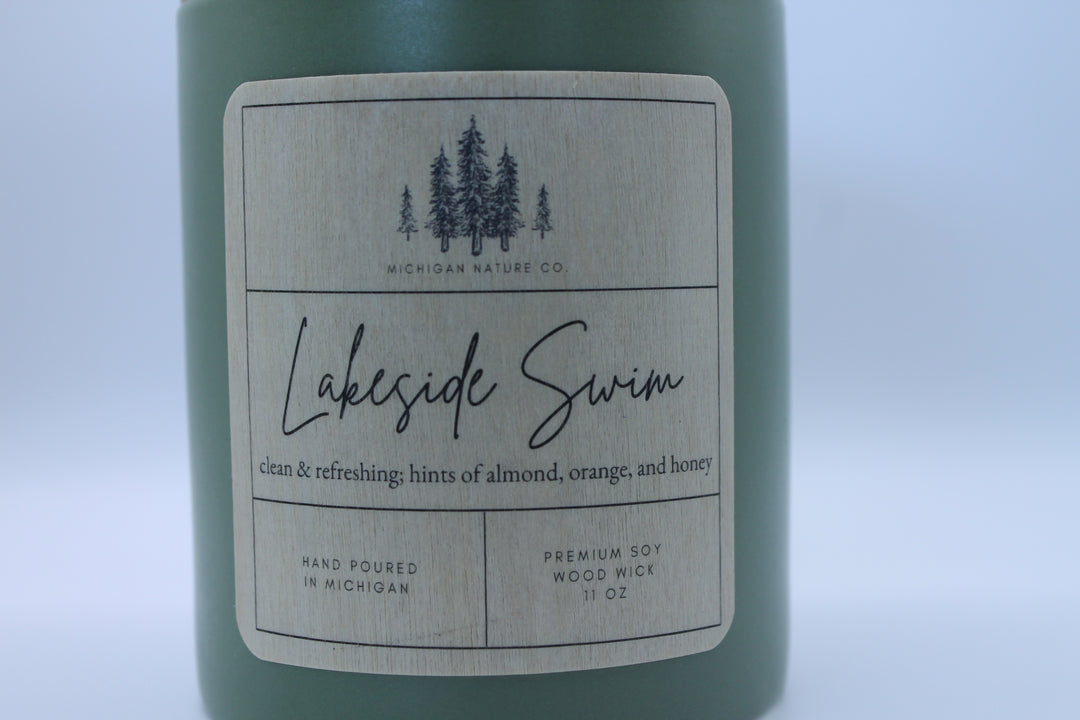 MICHIGAN NATURE CO.
Lakeside Swim
clean & refreshing; hints of almond, orange, and honey
HAND POURED
IN MICHIGAN
PREMIUM SOY
WOOD WICK
11 OZ